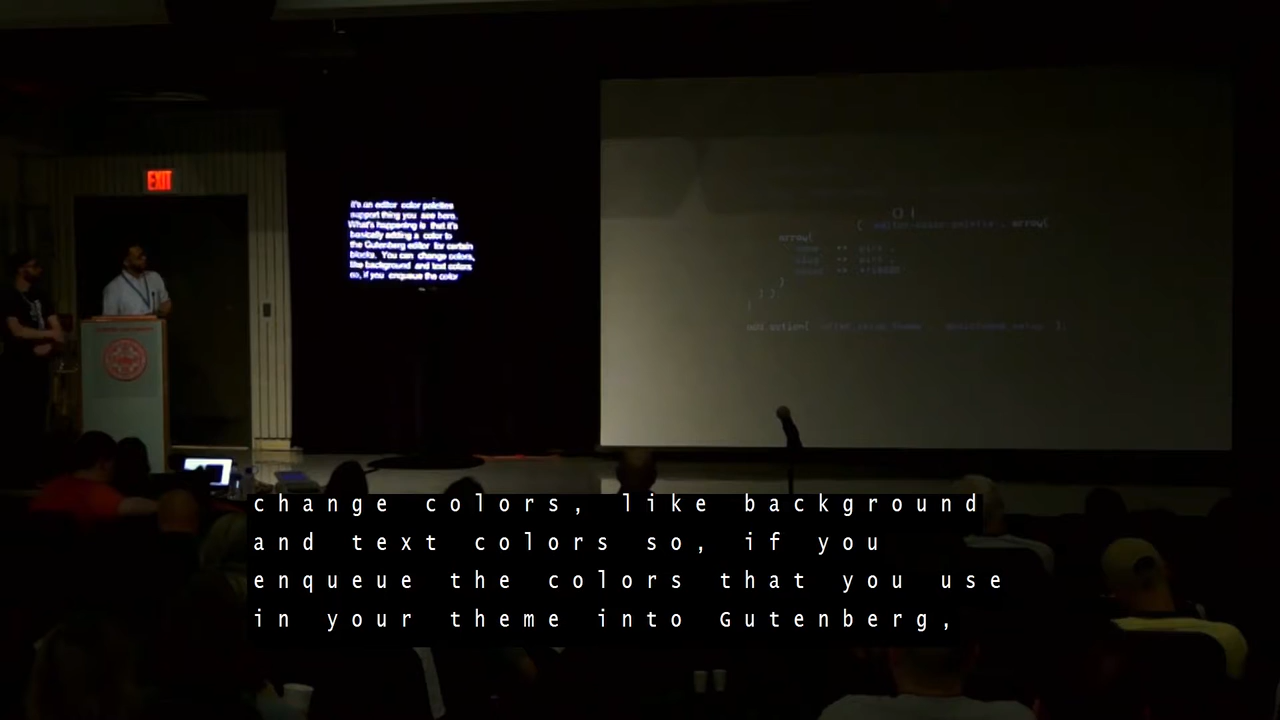 EXIT
It's an editor color palettes
support thing you see here.
What's happening is that it's
basically adding a color to
the Gutenberg editor for certain
blocks. You can change colors,
like background and text colors
so, if you enqueue the color
array(
array(
change colors, like background
and text colors so, if you
enqueue the colors that you use
in your theme into Gutenberg,